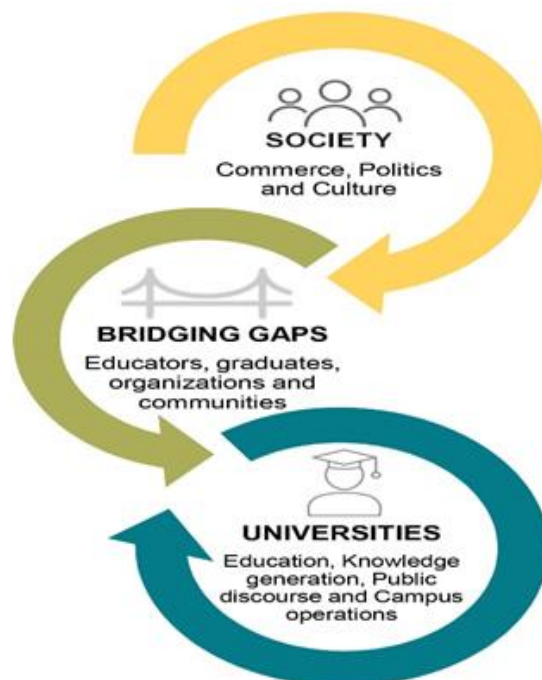 SOCIETY
Commerce, Politics
and Culture
BRIDGING GAPS
Educators, graduates,
organizations and
communities
UNIVERSITIES
Education, Knowledge
generation, Public
discourse and Campus
operations